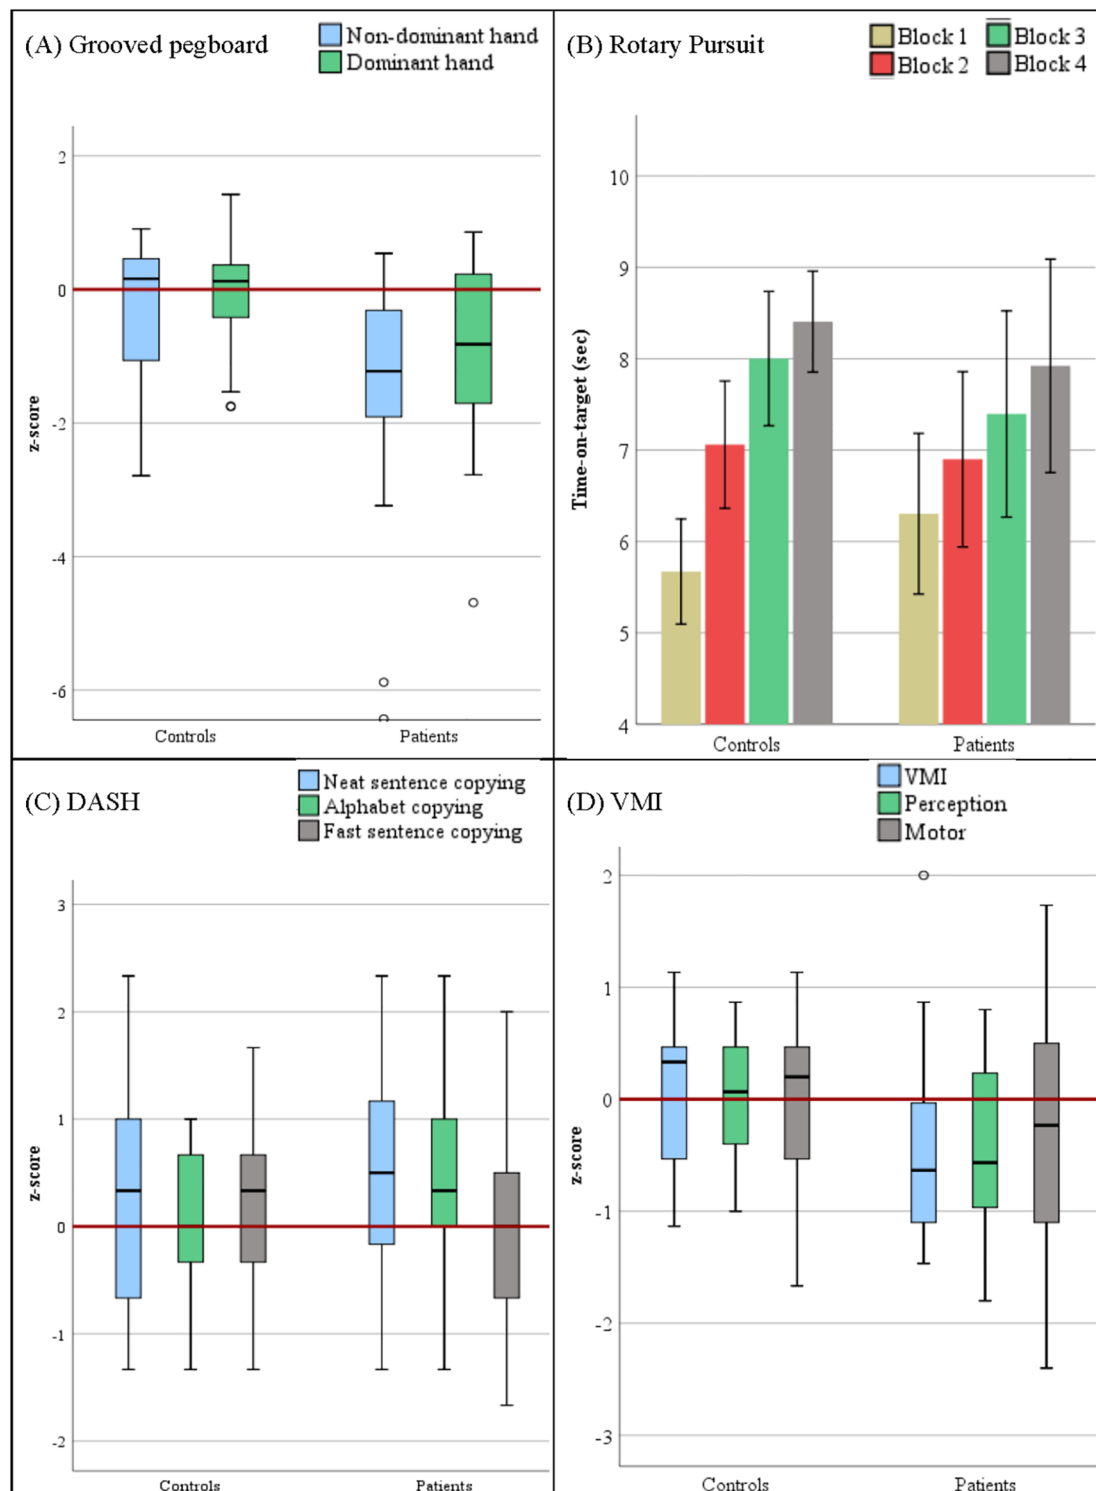 (A) Grooved pegboard
Non-dominant hand
Dominant hand
2
0
-2
-4
-6
z-score
Controls
Patients
(B) Rotary Pursuit
Block 1
Block 3
Block 2
Block 4
10
9
8
7
6
5
4
Time-on-target (sec)
Controls
Patients
(C) DASH
Neat sentence copying
Alphabet copying
Fast sentence copying
3
2
1
0
-1
-2
z-score
Controls
Patients
(D) VMI
VMI
Perception
Motor
2
1
0
-1
-2
-3
z-score
Controls
Patients